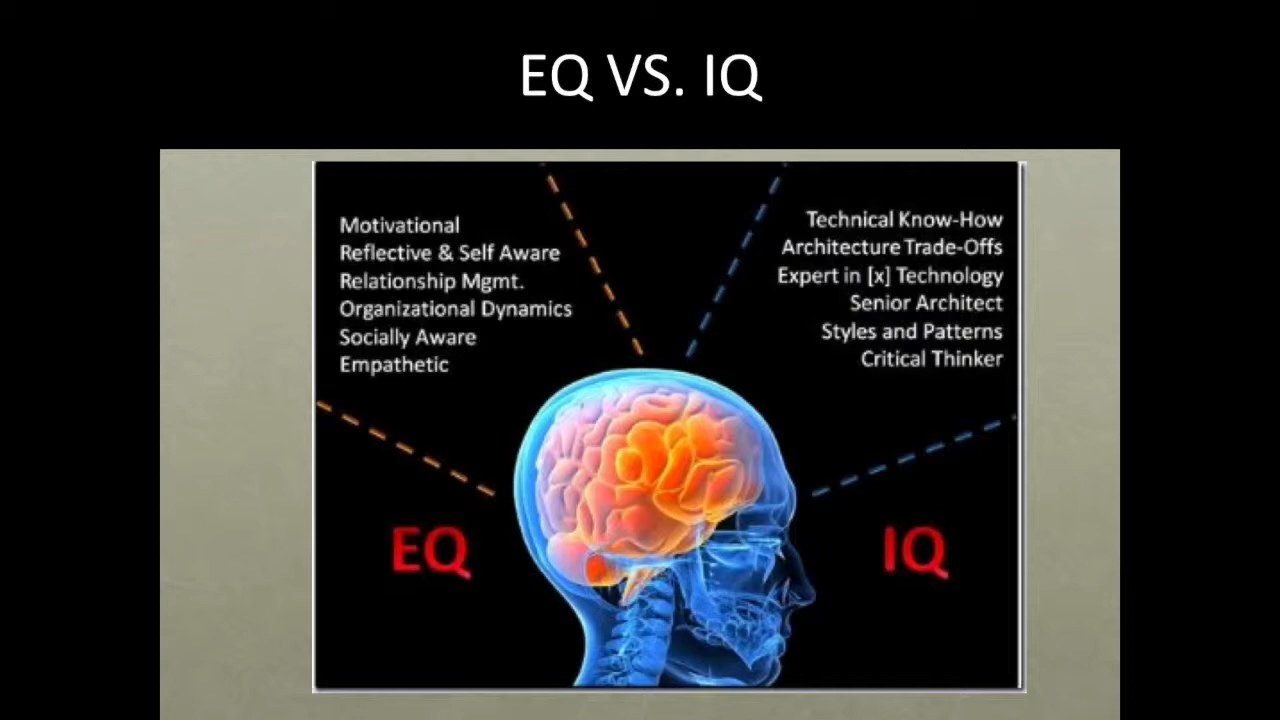 EQ VS. IQ
Motivational
Reflective & Self Aware
Relationship Mgmt.
Organizational Dynamics
Socially Aware
Empathetic
Technical Know-How
Architecture Trade-Offs
Expert in [x] Technology
Senior Architect
Styles and Patterns
Critical Thinker
EQ
IQ